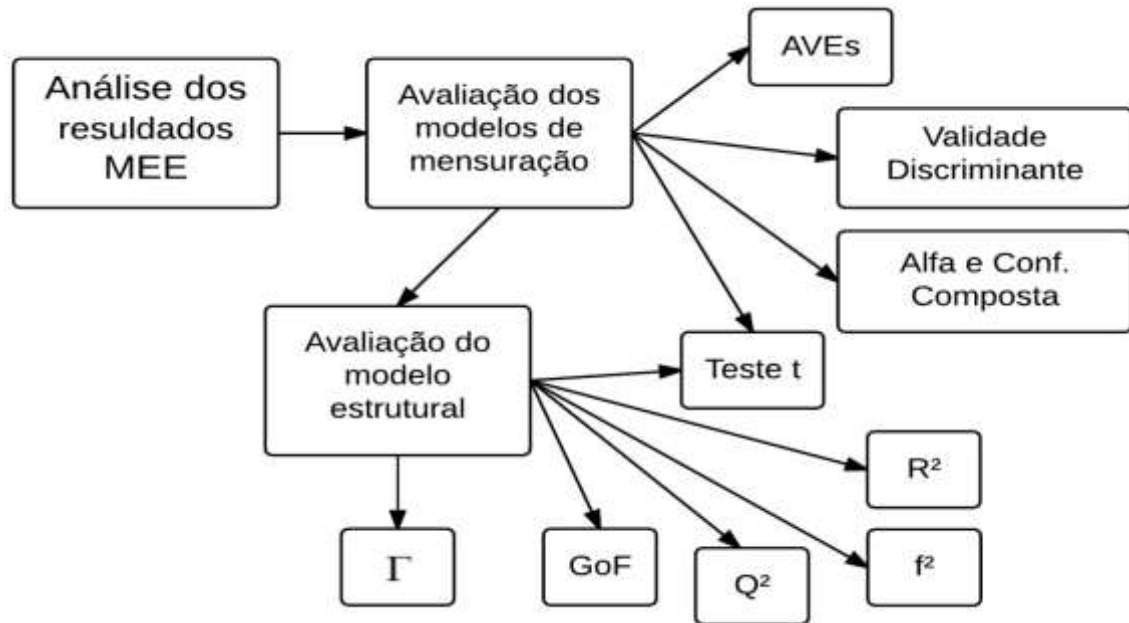 AVEs
Análise dos
resuldados
MEE
Avaliação dos
modelos de
mensuração
Validade
Discriminante
Alfa e Conf.
Composta
Avaliação do
modelo
estrutural
Teste t
R²
Γ
GoF
Q²
f²